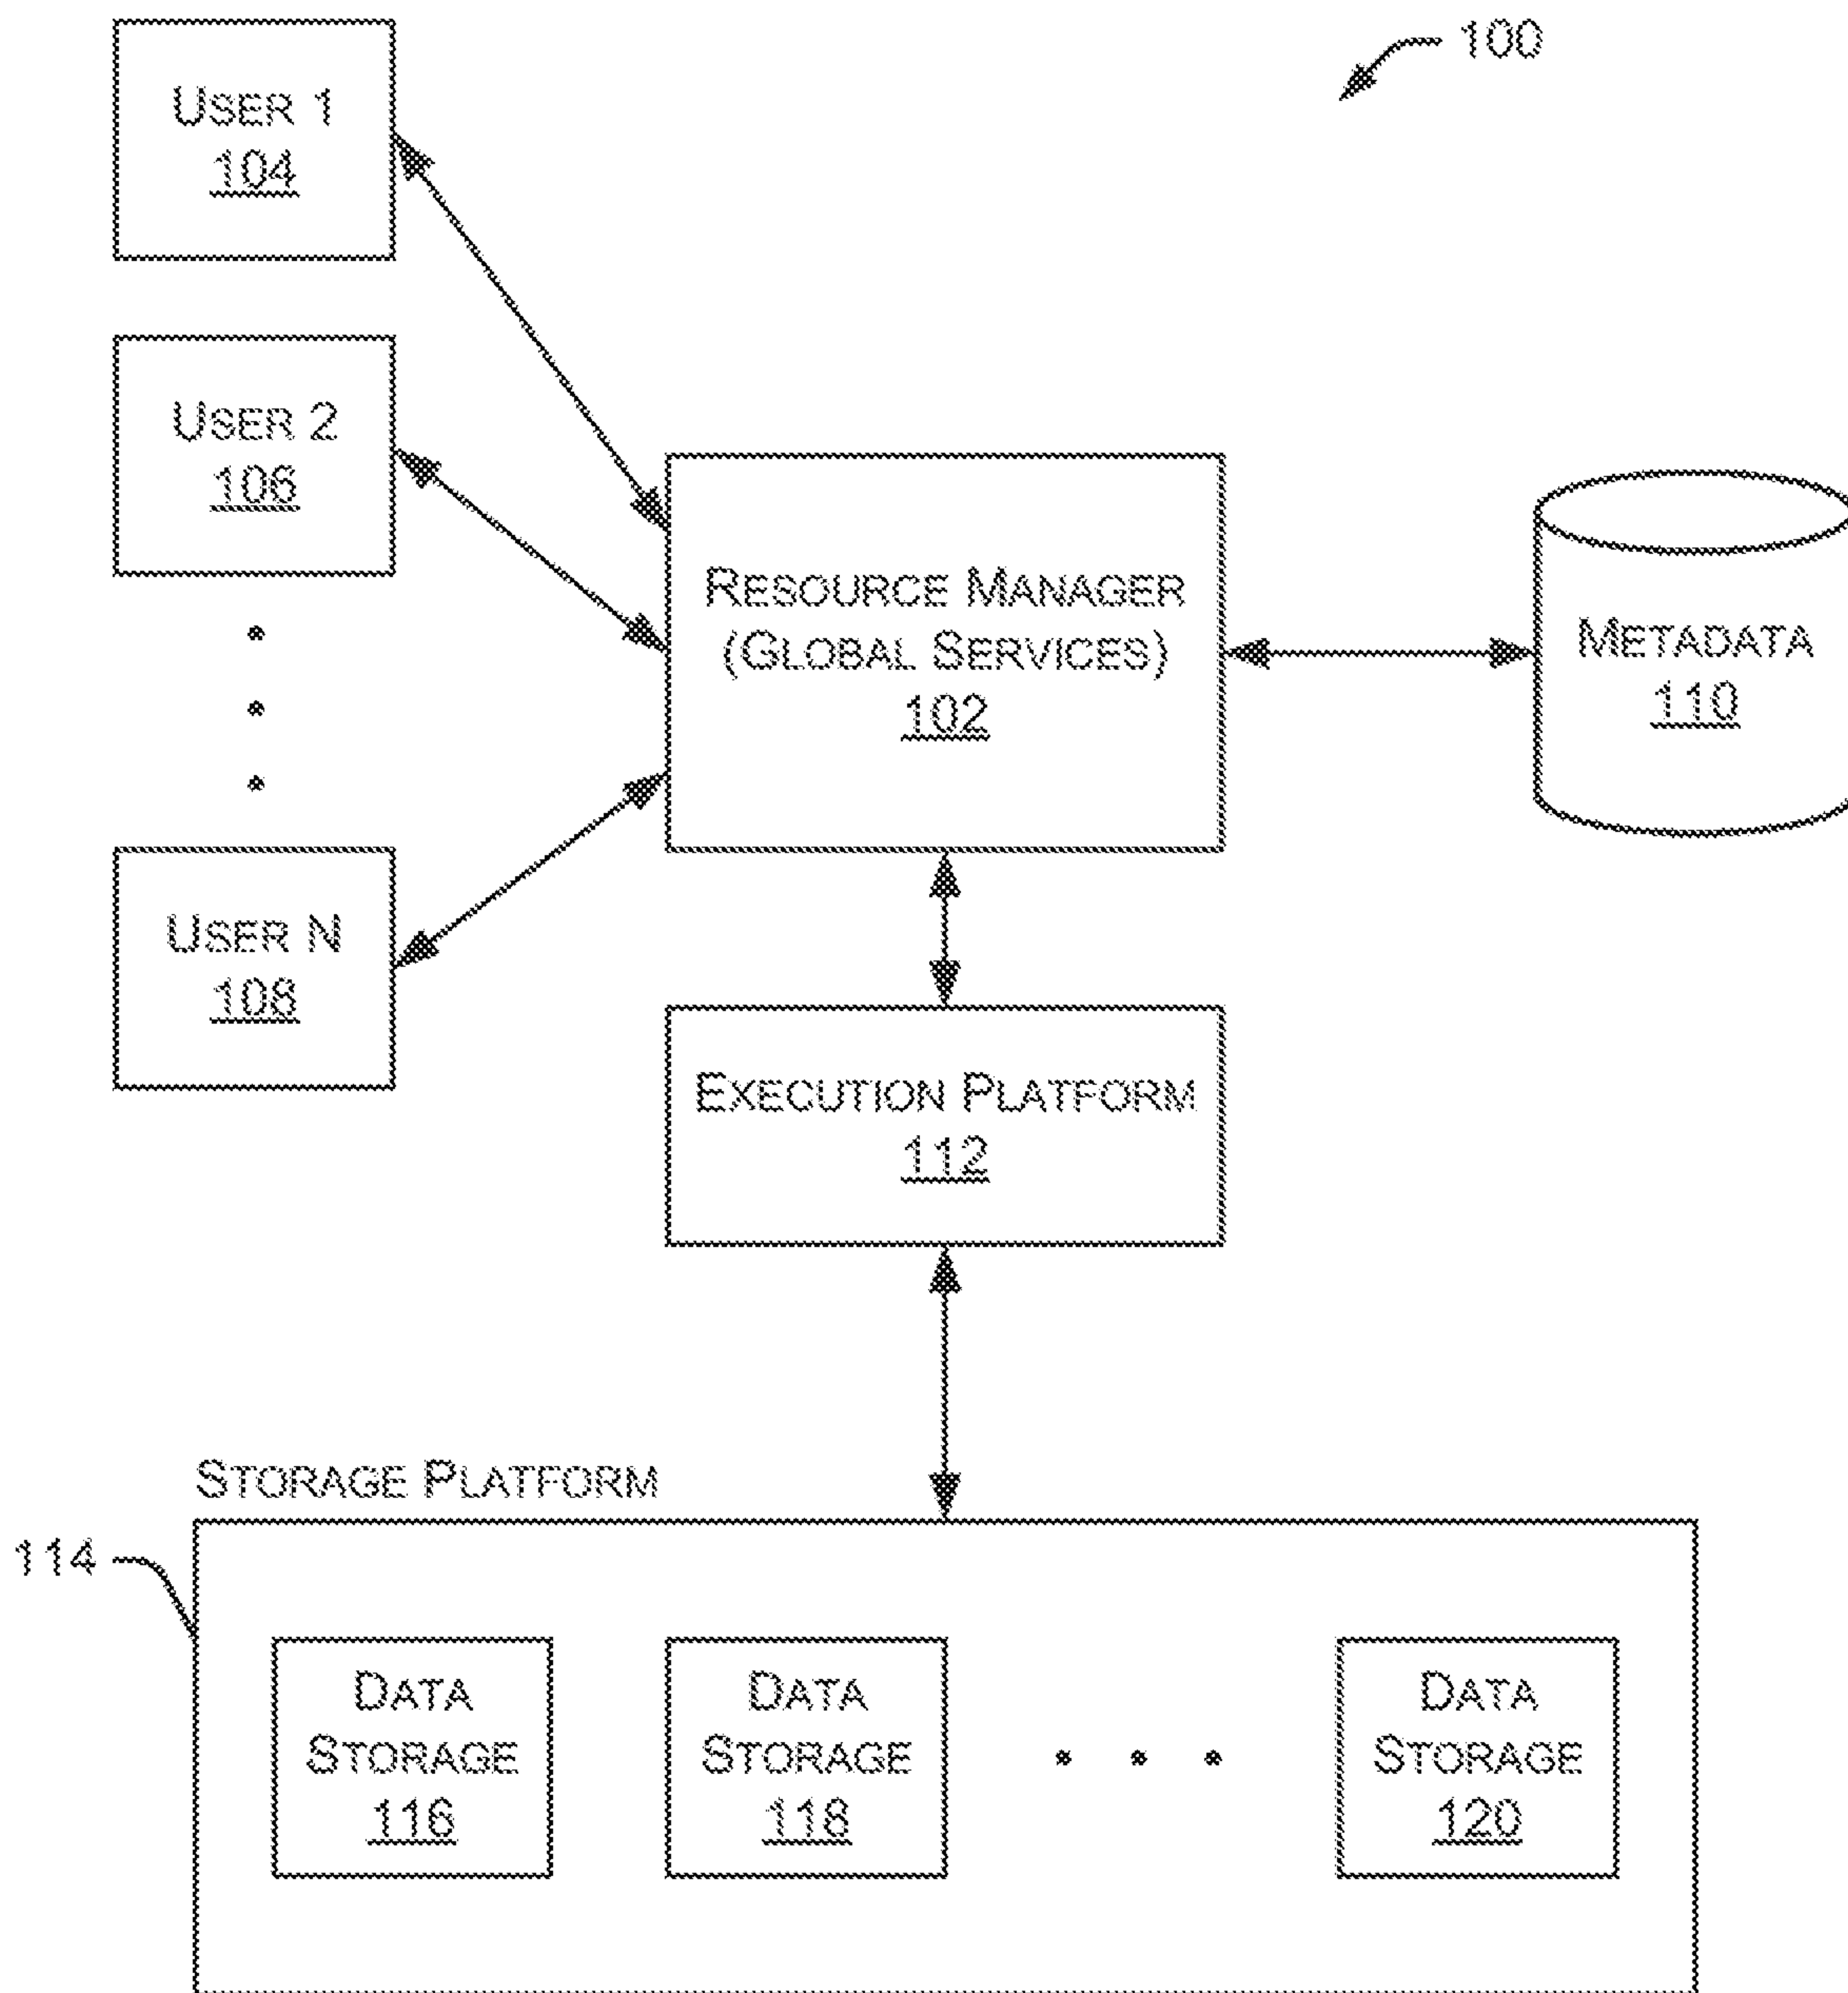 100
USER 1
104
USER 2
106
USER N
108
RESOURCE MANAGER
(GLOBAL SERVICES)
102
METADATA
110
EXECUTION PLATFORM
112
STORAGE PLATFORM
114
DATA
STORAGE
116
DATA
STORAGE
118
DATA
STORAGE
120